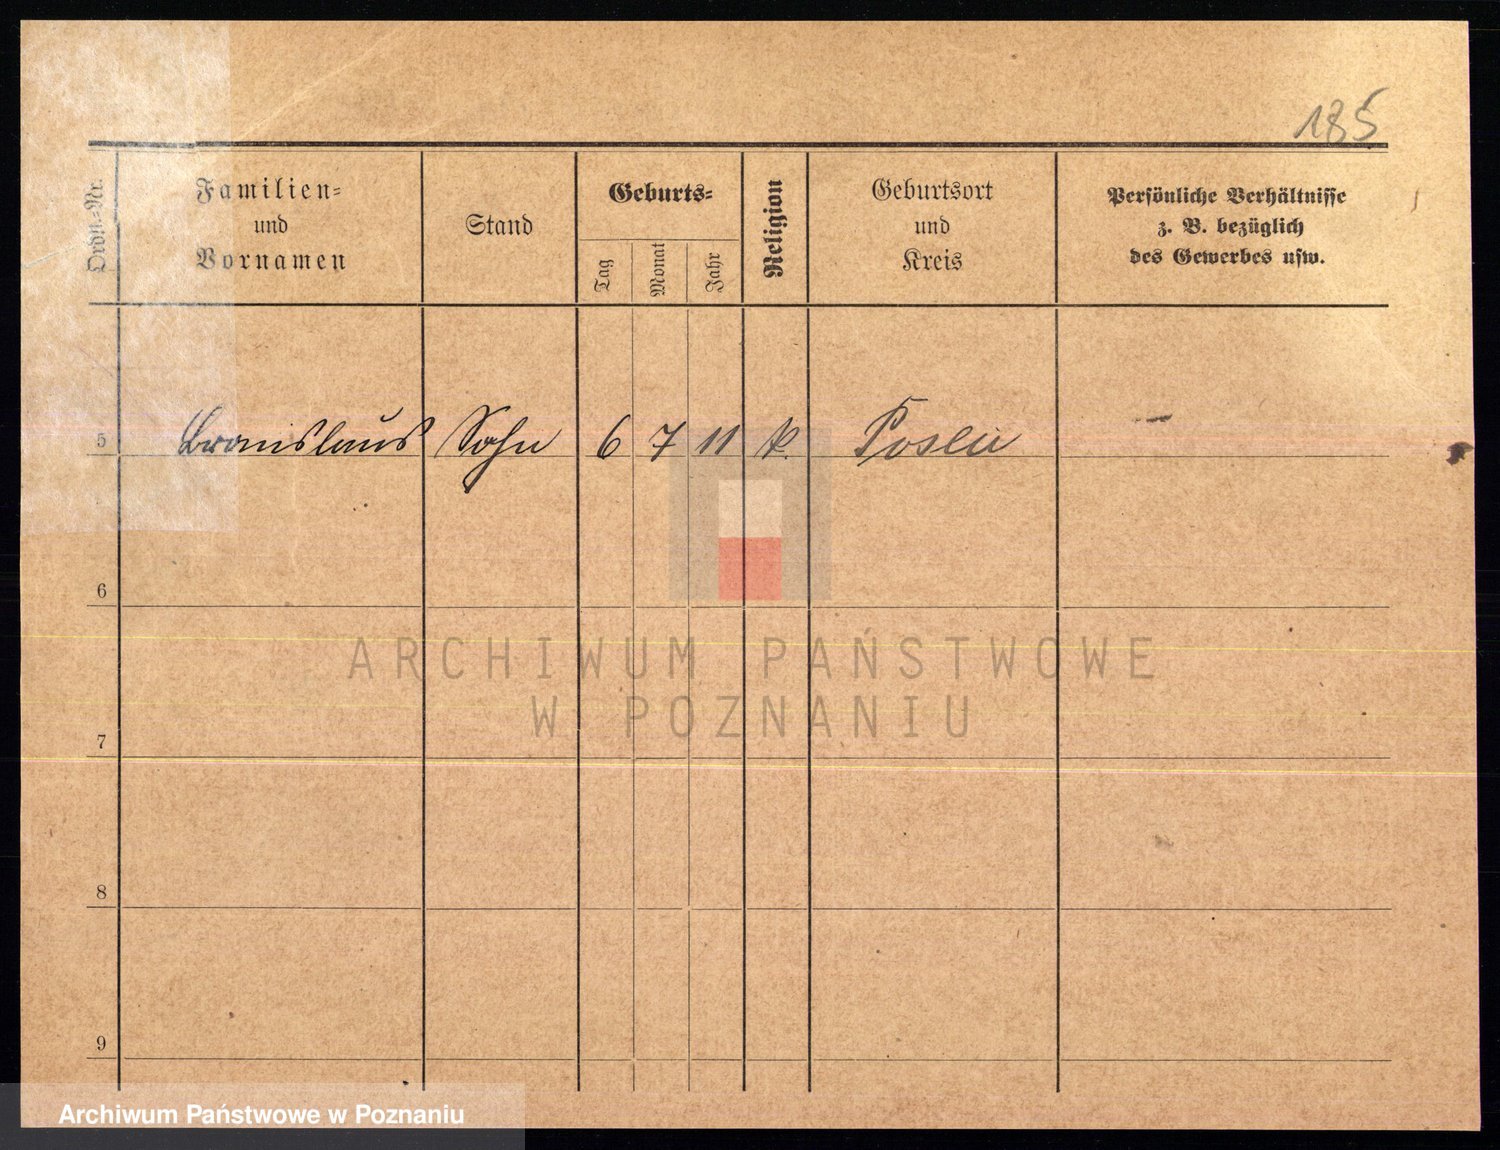 185
Ordn.-Nr.
Familien-
und
Vornamen
Stand
Geburts-
Tag
Monat
Jahr
Religion
Geburtsort
und
Kreis
Persönliche Verhältnisse
z. B. bezüglich
des Gewerbes usw.
5 Bronislaus Sohn 6 7 11 k. Posen —
6
ARCHIWUM PAŃSTWOWE
W POZNANIU
7
8
9
Archiwum Państwowe w Poznaniu